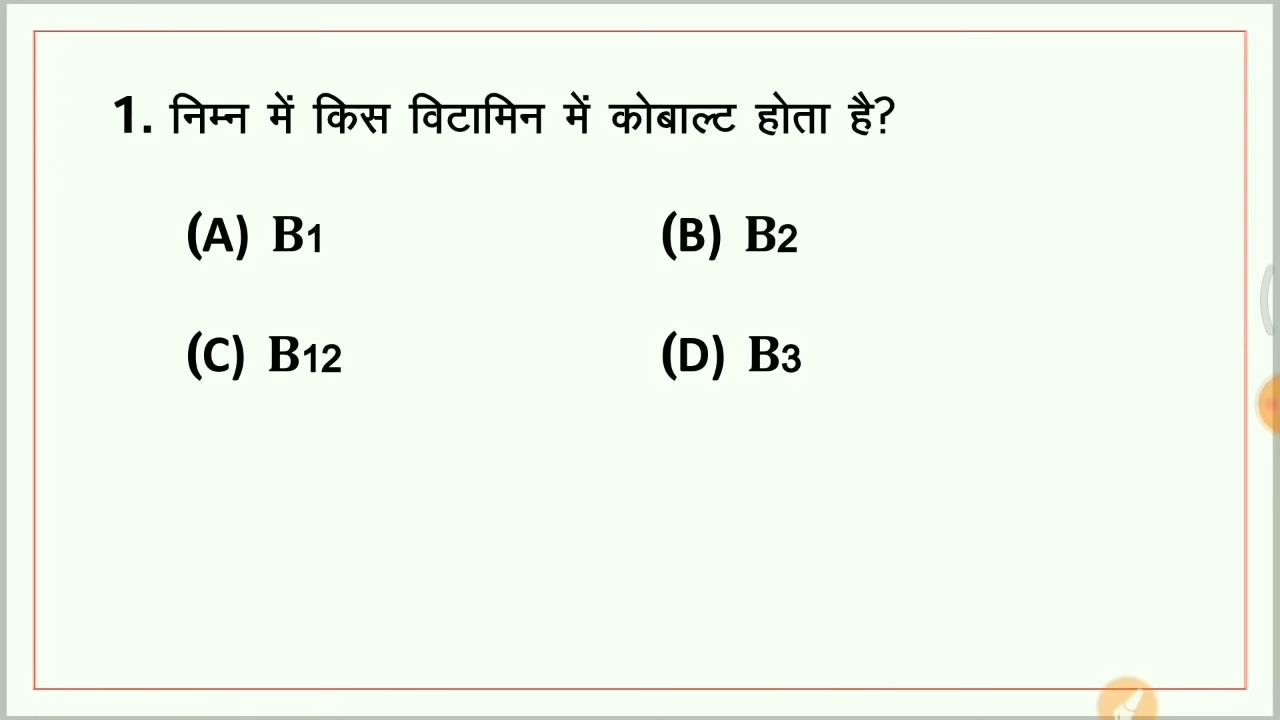 1. निम्न में किस विटामिन में कोबाल्ट होता है?
(A) B1 (B) B2
(C) B12 (D) B3